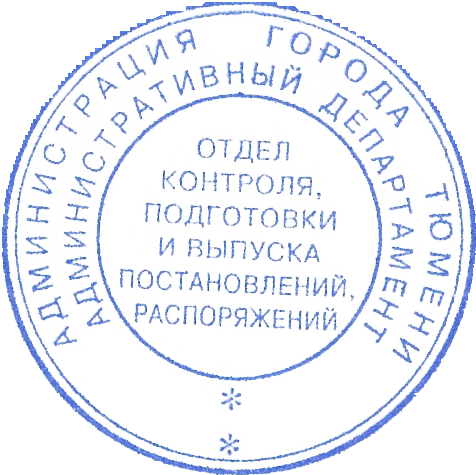 АДМИНИСТРАЦИЯ ГОРОДА ТЮМЕНИ
АДМИНИСТРАТИВНЫЙ ДЕПАРТАМЕНТ
ОТДЕЛ
КОНТРОЛЯ,
ПОДГОТОВКИ
И ВЫПУСКА
ПОСТАНОВЛЕНИЙ,
РАСПОРЯЖЕНИЙ
*
*